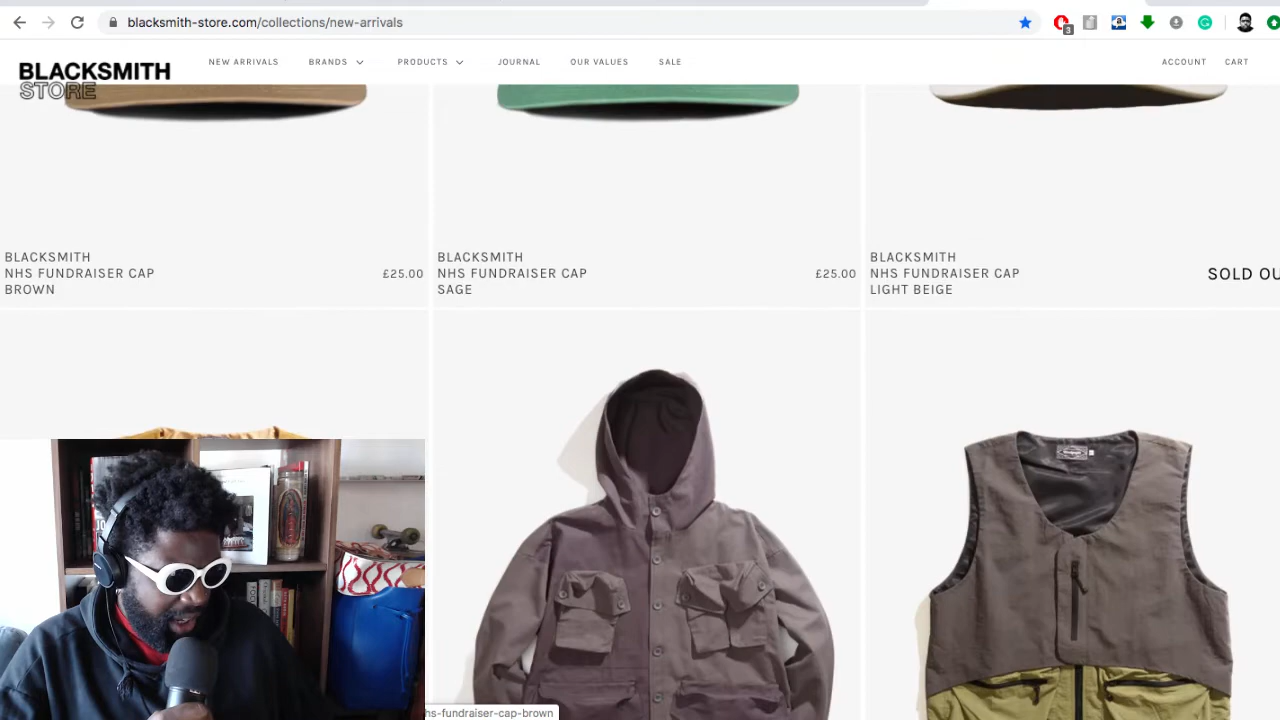 blacksmith-store.com/collections/new-arrivals
3
BLACKSMITH
STORE
NEW ARRIVALS
BRANDS
PRODUCTS
JOURNAL
OUR VALUES
SALE
ACCOUNT
CART
BLACKSMITH
NHS FUNDRAISER CAP
BROWN
£25.00
BLACKSMITH
NHS FUNDRAISER CAP
SAGE
£25.00
BLACKSMITH
NHS FUNDRAISER CAP
LIGHT BEIGE
SOLD OU
hs-fundraiser-cap-brown